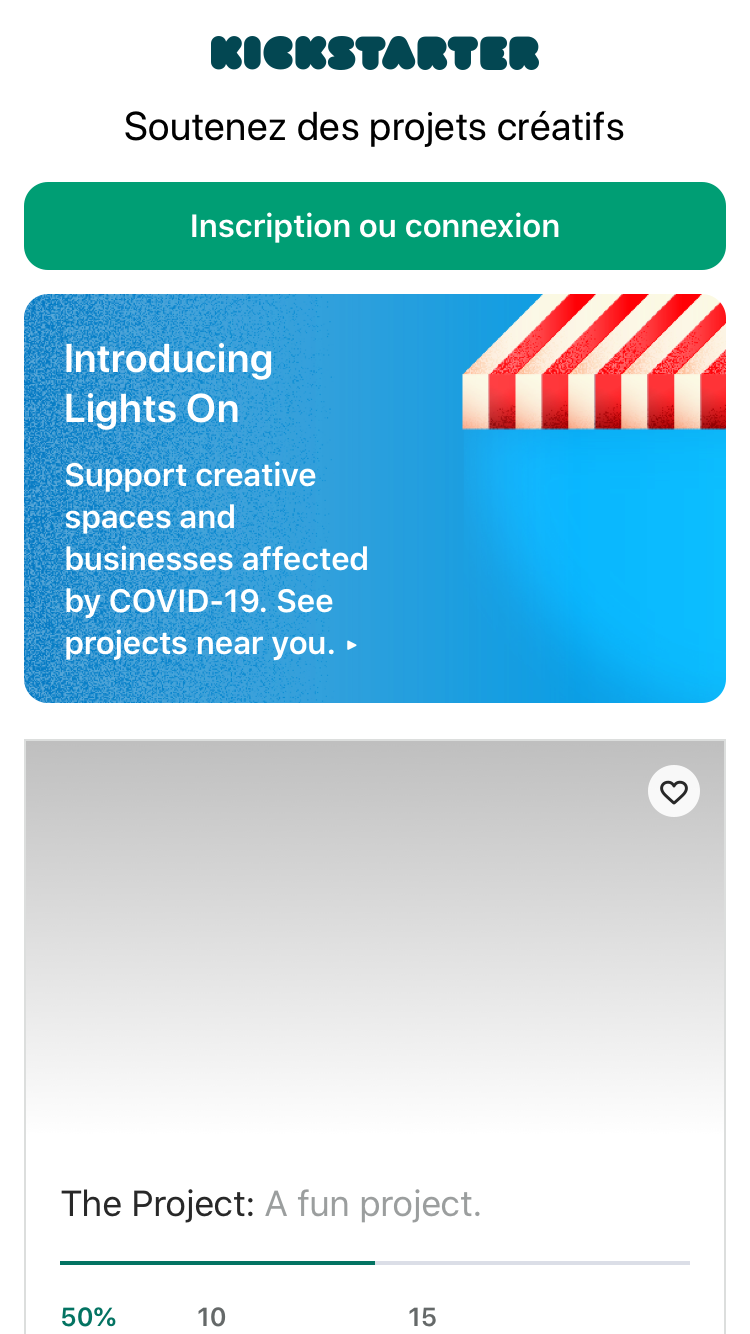 KICKSTARTER
Soutenez des projets créatifs
Inscription ou connexion
Introducing
Lights On
Support creative
spaces and
businesses affected
by COVID-19. See
projects near you. ▸
The Project: A fun project.
50% 10 15